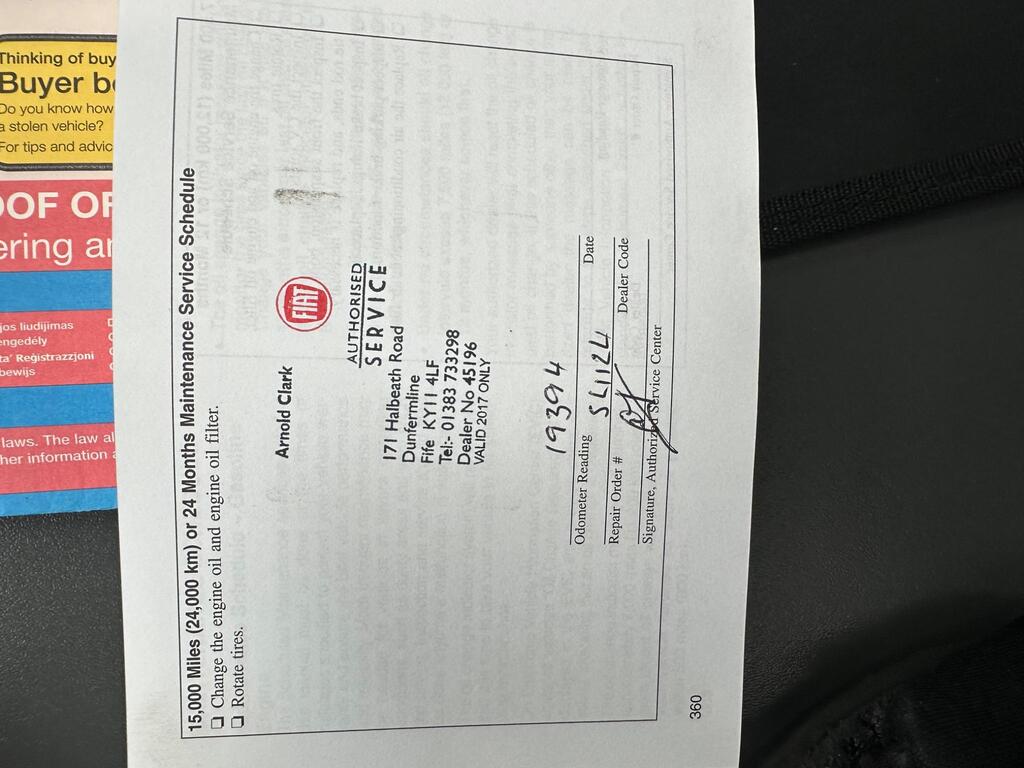 15,000 Miles (24,000 km) or 24 Months Maintenance Service Schedule
❏ Change the engine oil and engine oil filter.
❏ Rotate tires.
Arnold Clark
FIAT
AUTHORISED
SERVICE
171 Halbeath Road
Dunfermline
Fife KY11 4LF
Tel:- 01383 733298
Dealer No 45196
VALID 2017 ONLY
19394
Odometer Reading Date
Repair Order # Dealer Code
Signature, Authorized Service Center
360
Thinking of buy
Buyer be
Do you know how
a stolen vehicle?
For tips and advic
OOF OF
ering an
jos liudijimas
engedély
ta' Reġistrazzjoni
bewijs
laws. The law al
her information a